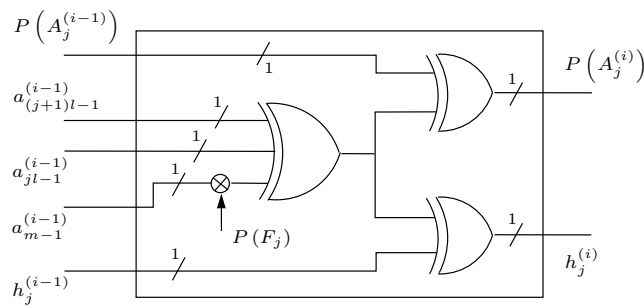 P (A_j^{(i-1)})
1
P (A_j^{(i)})
a_{(j+1)l-1}^{(i-1)}
1
1
1
a_{jl-1}^{(i-1)}
1
a_{m-1}^{(i-1)}
P (F_j)
1
h_j^{(i-1)}
1
h_j^{(i)}